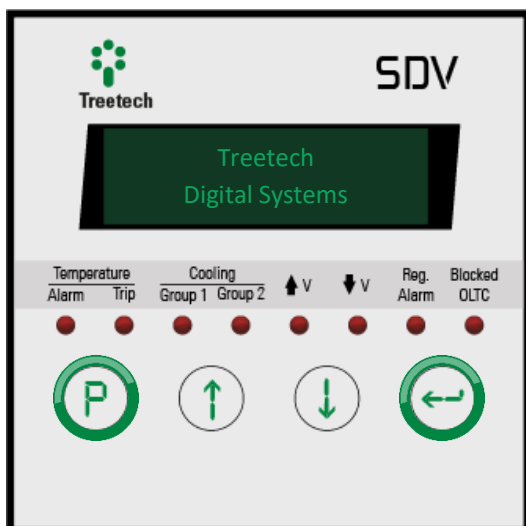 Treetech
SDV
Treetech
Digital Systems
Temperature
Alarm Trip
Cooling
Group 1 Group 2
V
V
Reg.
Alarm
Blocked
OLTC
P